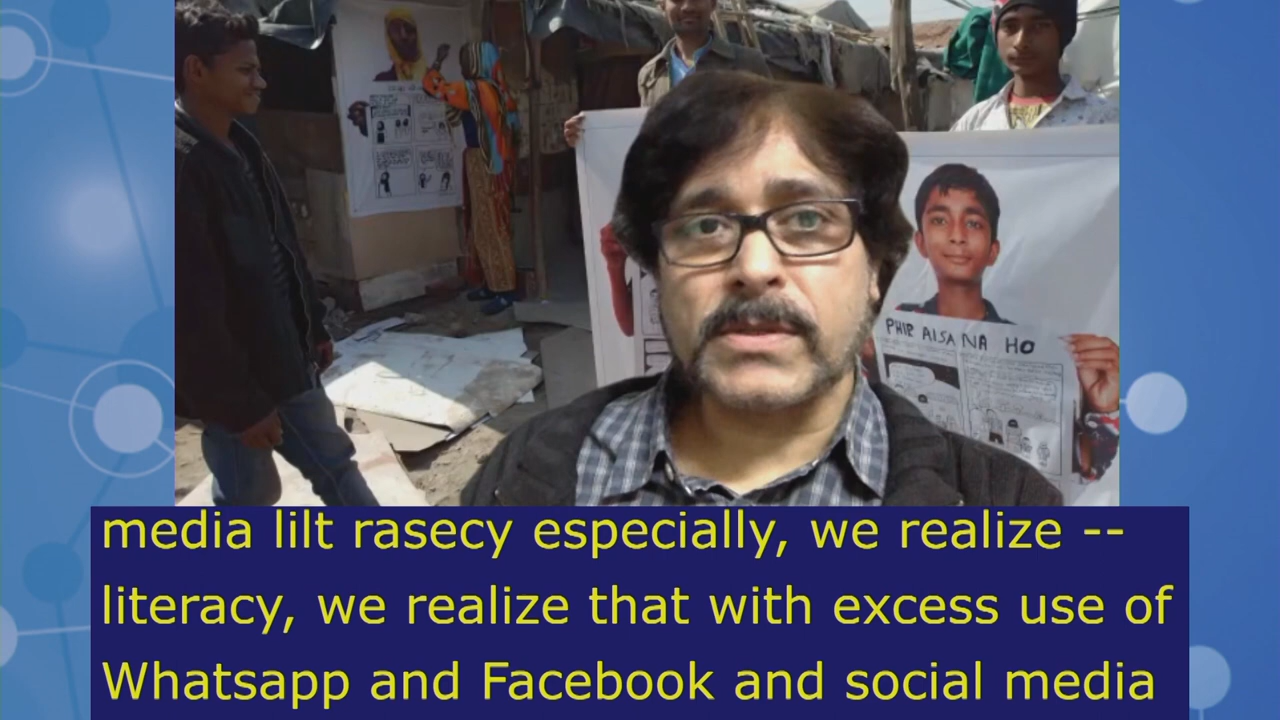 PHIR AISA NA HO
media lilt rasecy especially, we realize --
literacy, we realize that with excess use of
Whatsapp and Facebook and social media